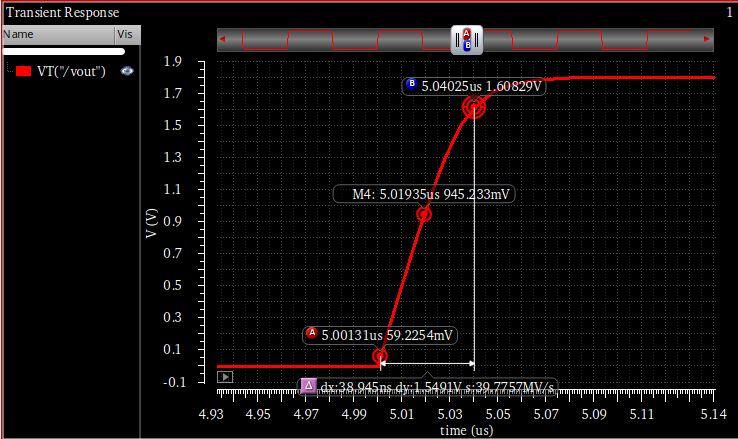 Transient Response 1
Name Vis
VT("/vout")
A
B
1.9
1.7
1.5
1.3
1.1
0.9
0.7
0.5
0.3
0.1
-0.1
V (V)
B 5.04025us 1.60829V
M4: 5.01935us 945.233mV
A 5.00131us 59.2254mV
Δ dx:38.945ns dy:1.5491V s:39.7757MV/s
4.93 4.95 4.97 4.99 5.01 5.03 5.05 5.07 5.09 5.11 5.14
time (us)